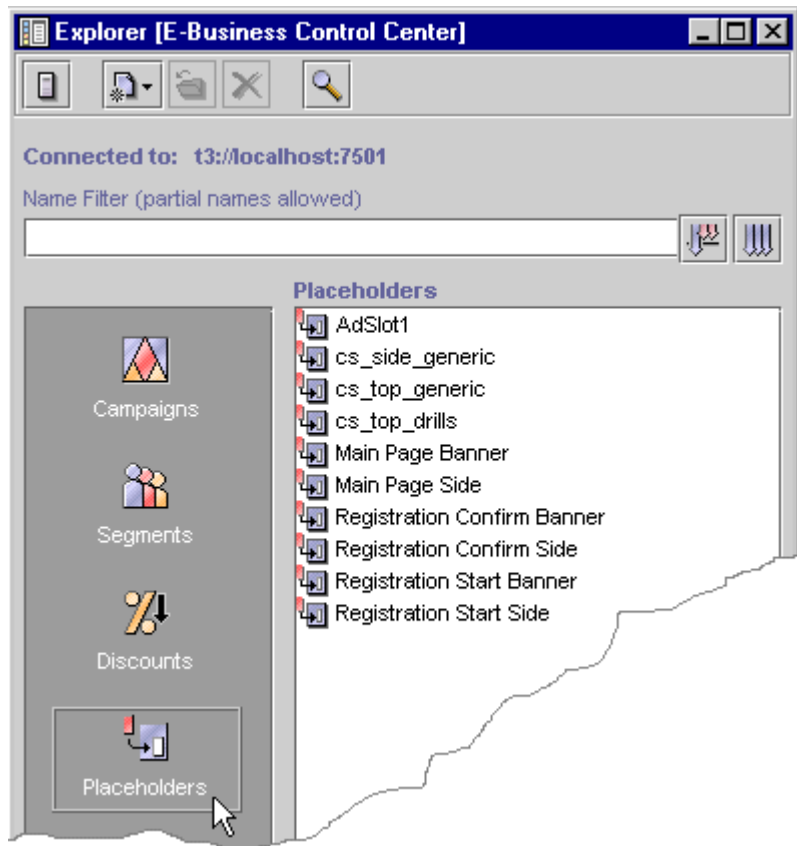 Explorer [E-Business Control Center]
Connected to: t3://localhost:7501
Name Filter (partial names allowed)
Placeholders
Campaigns
Segments
Discounts
Placeholders
AdSlot1
cs_side_generic
cs_top_generic
cs_top_drills
Main Page Banner
Main Page Side
Registration Confirm Banner
Registration Confirm Side
Registration Start Banner
Registration Start Side